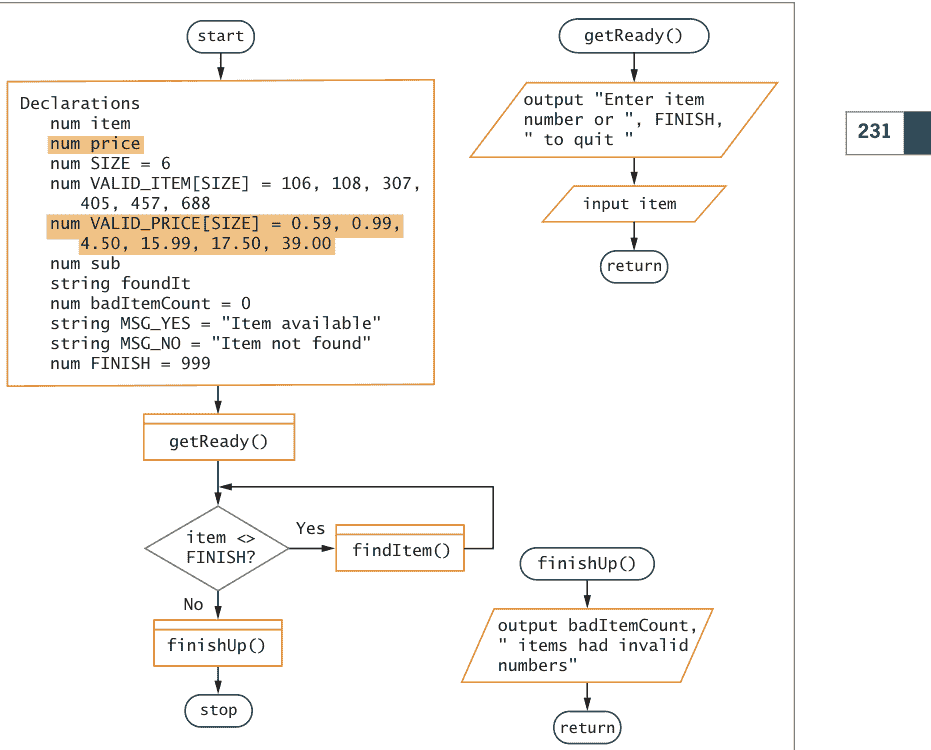 start
Declarations
num item
num price
num SIZE = 6
num VALID_ITEM[SIZE] = 106, 108, 307,
405, 457, 688
num VALID_PRICE[SIZE] = 0.59, 0.99,
4.50, 15.99, 17.50, 39.00
num sub
string foundIt
num badItemCount = 0
string MSG_YES = "Item available"
string MSG_NO = "Item not found"
num FINISH = 999
getReady()
item <>
FINISH?
Yes
findItem()
No
finishUp()
stop
getReady()
output "Enter item
number or ", FINISH,
" to quit "
input item
return
finishUp()
output badItemCount,
" items had invalid
numbers"
return
231